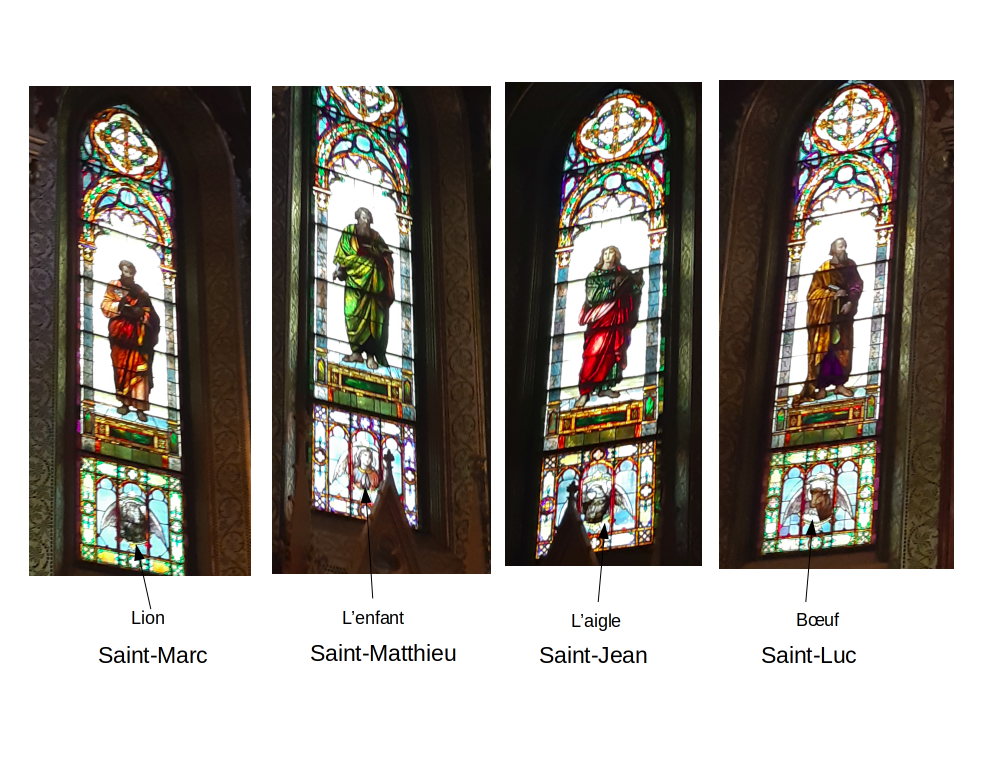 Lion
Saint-Marc
L'enfant
Saint-Matthieu
L'aigle
Saint-Jean
Bœuf
Saint-Luc